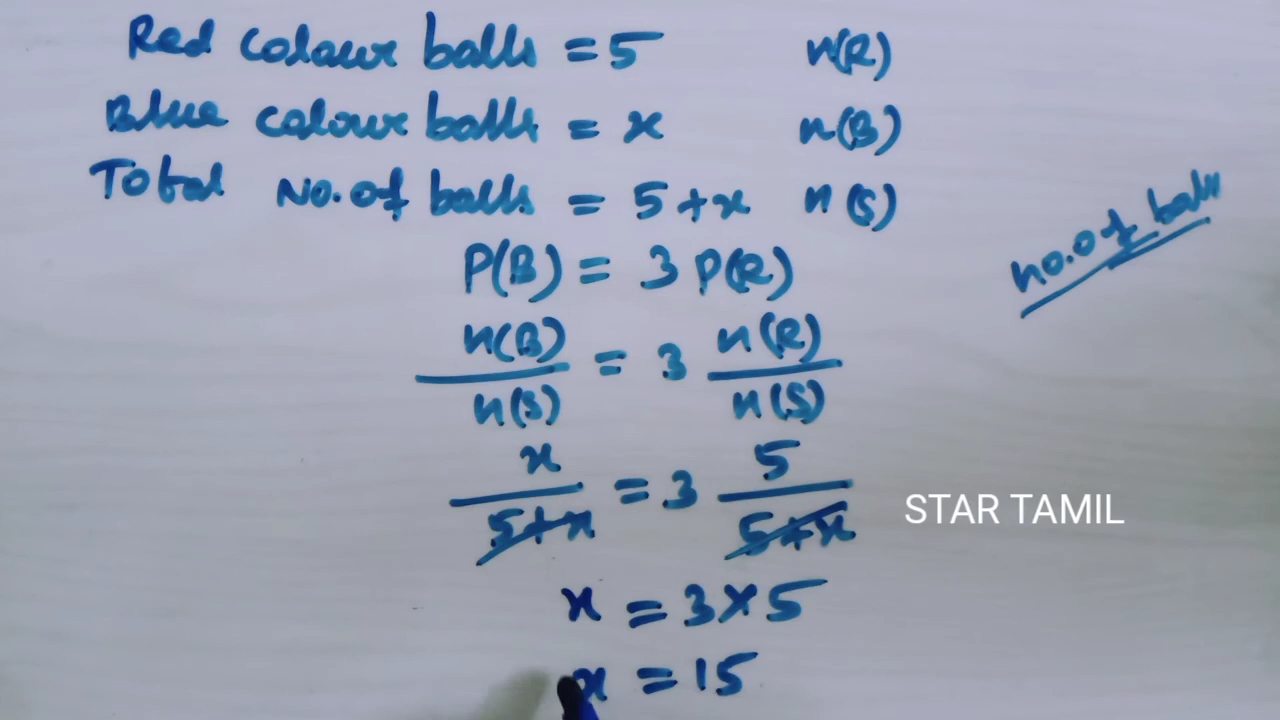 Red colour balls = 5 n(R)
Blue colour balls = x n(B)
Total No. of balls = 5+x n(S)
no. of balls
P(B) = 3 P(R)
n(B)/n(S) = 3 n(R)/n(S)
x/5+x = 3 5/5+x
STAR TAMIL
x = 3×5
x = 15